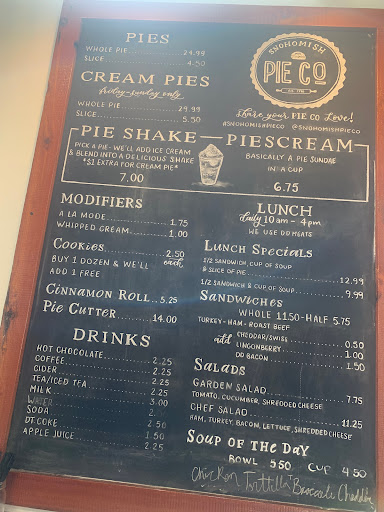 PIES
WHOLE PIE 24.99
SLICE 4.50
CREAM PIES
friday-sunday only
WHOLE PIE 29.99
SLICE 5.50
SNOHOMISH
PIE CO
Share your PIE CO Love!
#SNOHOMISHPIECO @SNOHOMISHPIECO
PIE SHAKE
PICK A PIE- WE'LL ADD ICE CREAM
& BLEND INTO A DELICIOUS SHAKE
*$1 EXTRA FOR CREAM PIE*
7.00
PIESCREAM
BASICALLY A PIE SUNDAE
IN A CUP
6.75
MODIFIERS
A LA MODE 1.75
WHIPPED CREAM 1.00
Cookies 2.50
each
BUY 1 DOZEN & WE'LL
ADD 1 FREE
Cinnamon Roll 5.25
Pie Cutter 14.00
DRINKS
HOT CHOCOLATE 2.25
COFFEE 2.25
CIDER 2.25
TEA/ICED TEA 2.25
MILK 3.00
WATER
SODA
DT.COKE 2.50
APPLE JUICE 1.50
LUNCH
daily 10am - 4pm
WE USE DD MEATS
Lunch Specials
1/2 SANDWICH, CUP OF SOUP
& SLICE OF PIE 12.99
1/2 SANDWICH & CUP OF SOUP 9.99
Sandwiches
WHOLE 11.50-HALF 5.75
TURKEY-HAM-ROAST BEEF
add CHEDDAR/SWISS 0.50
LINGONBERRY 1.00
DD BACON 1.50
Salads
GARDEN SALAD 7.75
TOMATO, CUCUMBER, SHREDDED CHEESE
CHEF SALAD 11.25
HAM, TURKEY, BACON, LETTUCE, SHREDDED CHEESE
Soup of the Day
BOWL 5.50 CUP 4.50
Chicken Tortilla Broccoli Cheddar